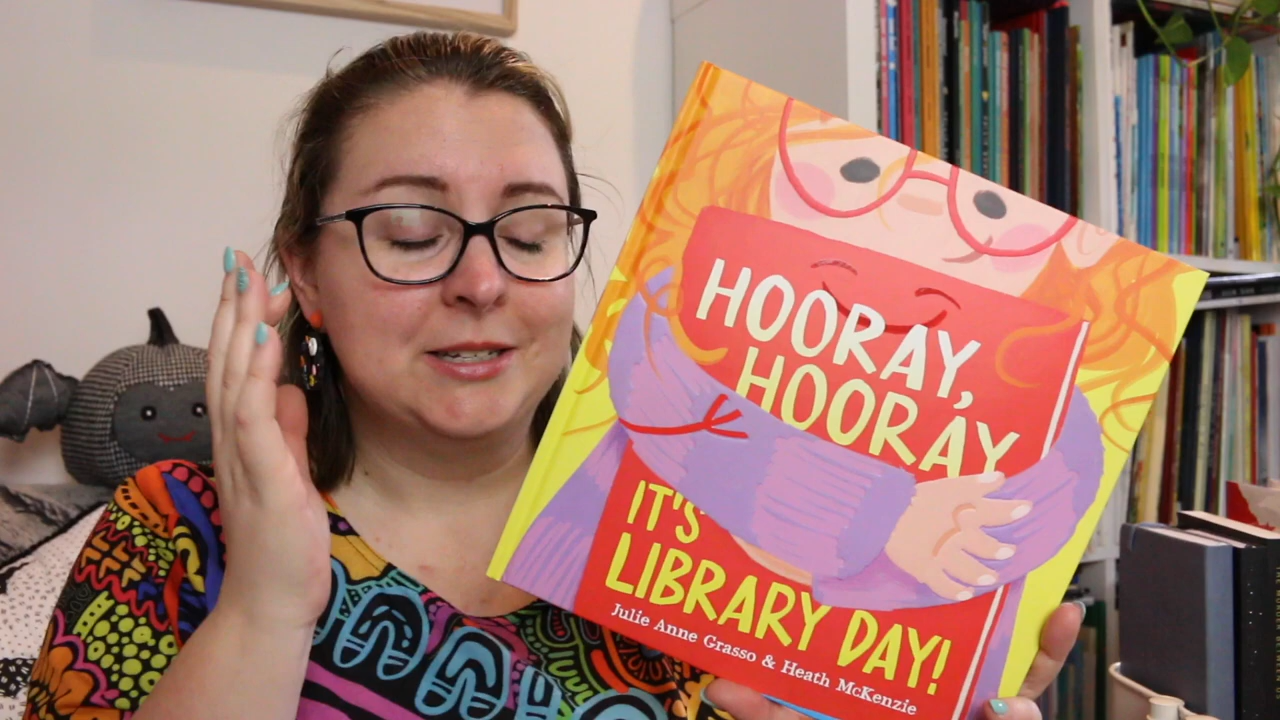 HOORAY,
HOORAY
IT'S
LIBRARY DAY!
Julie Anne Grasso & Heath McKenzie